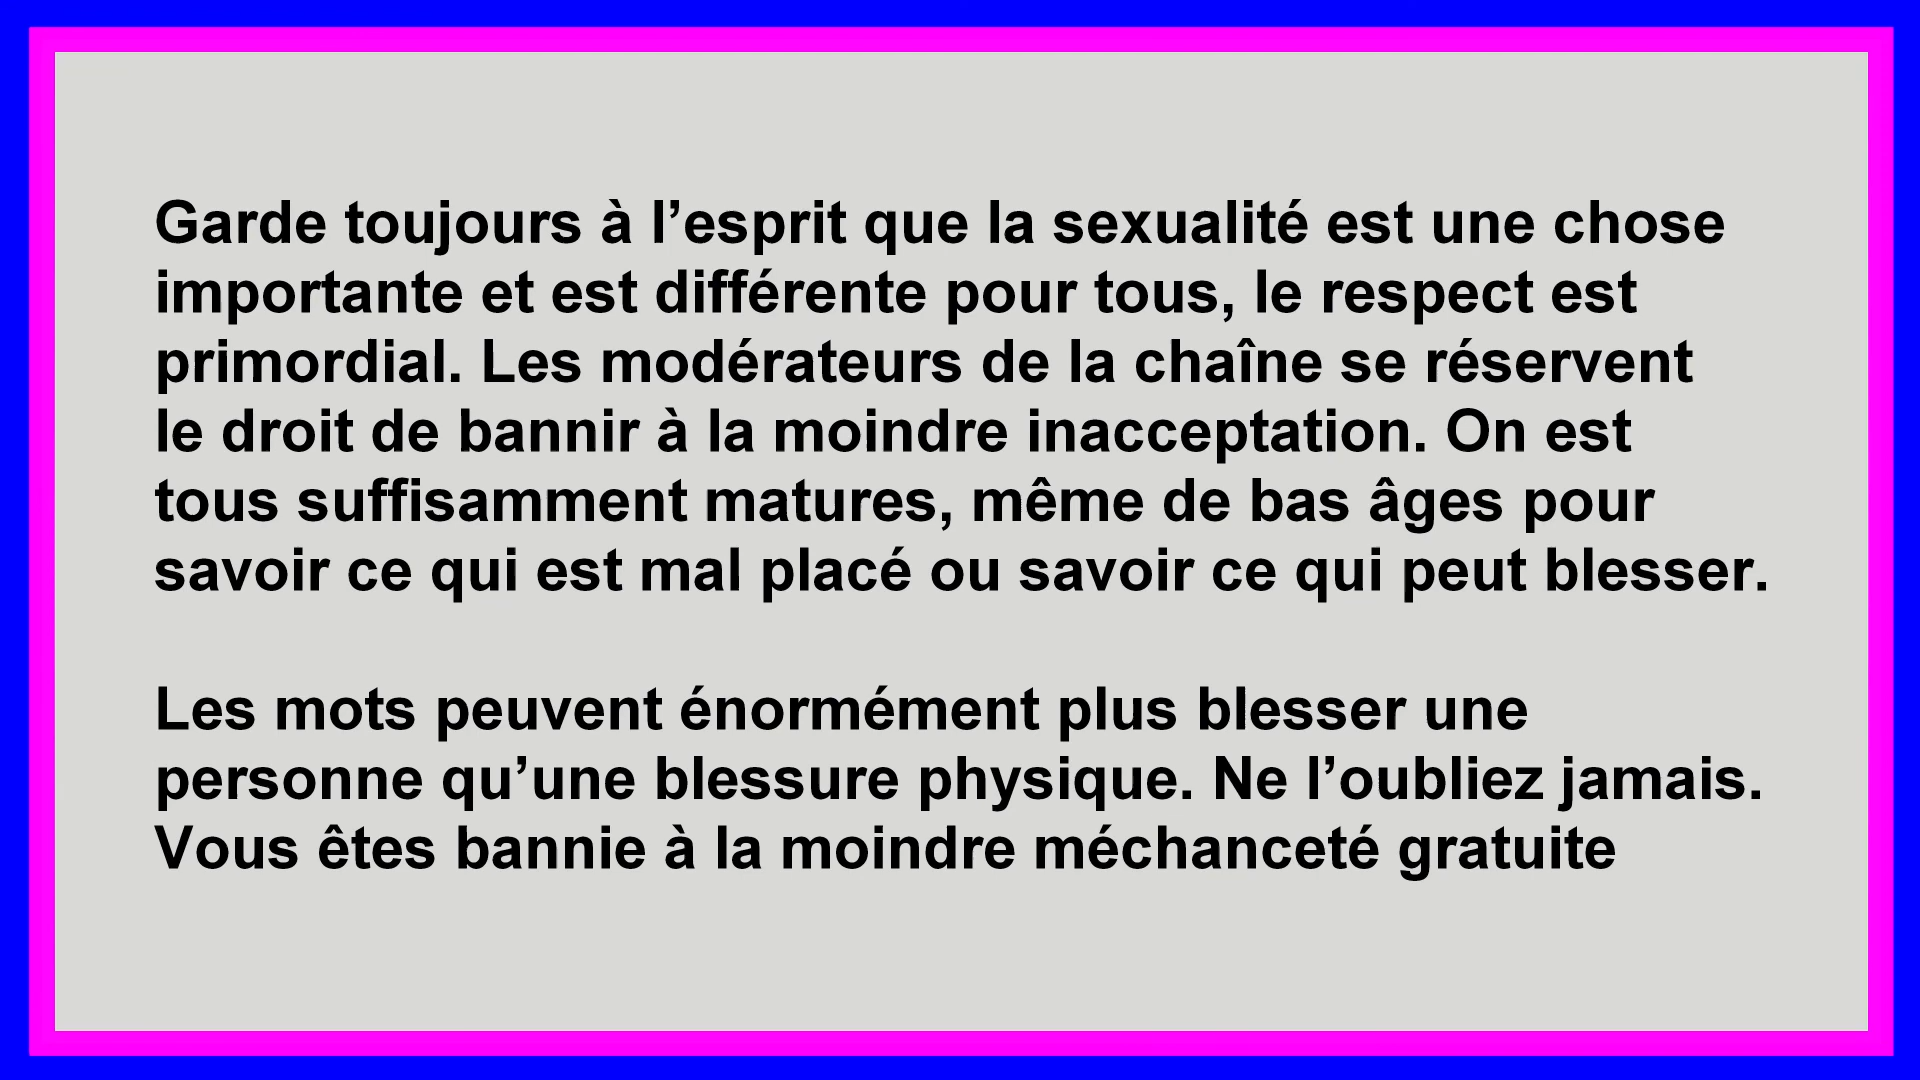 Garde toujours à l’esprit que la sexualité est une chose
importante et est différente pour tous, le respect est
primordial. Les modérateurs de la chaîne se réservent
le droit de bannir à la moindre inacceptation. On est
tous suffisamment matures, même de bas âges pour
savoir ce qui est mal placé ou savoir ce qui peut blesser.
Les mots peuvent énormément plus blesser une
personne qu’une blessure physique. Ne l’oubliez jamais.
Vous êtes bannie à la moindre méchanceté gratuite